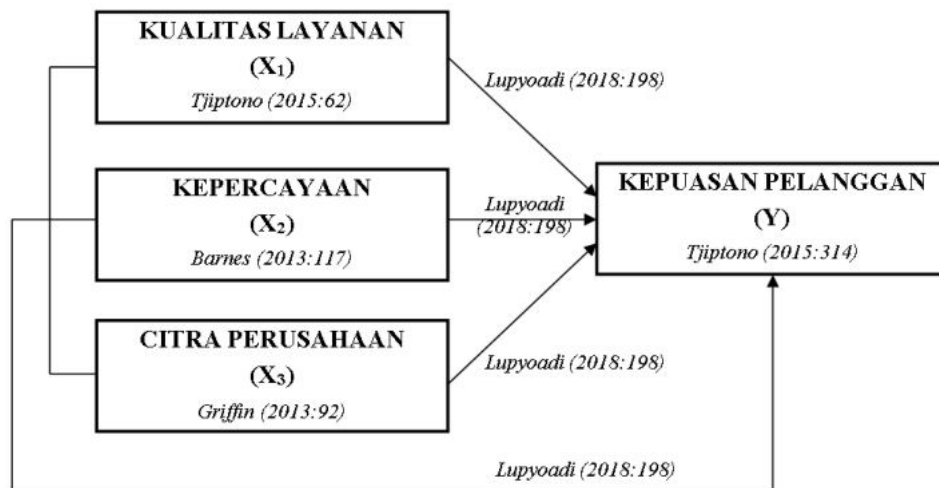 KUALITAS LAYANAN
(X₁)
Tjiptono (2015:62)
Lupyoadi (2018:198)
KEPERCAYAAN
(X₂)
Barnes (2013:117)
Lupyoadi
(2018:198)
KEPUASAN PELANGGAN
(Y)
Tjiptono (2015:314)
CITRA PERUSAHAAN
(X₃)
Griffin (2013:92)
Lupyoadi (2018:198)
Lupyoadi (2018:198)